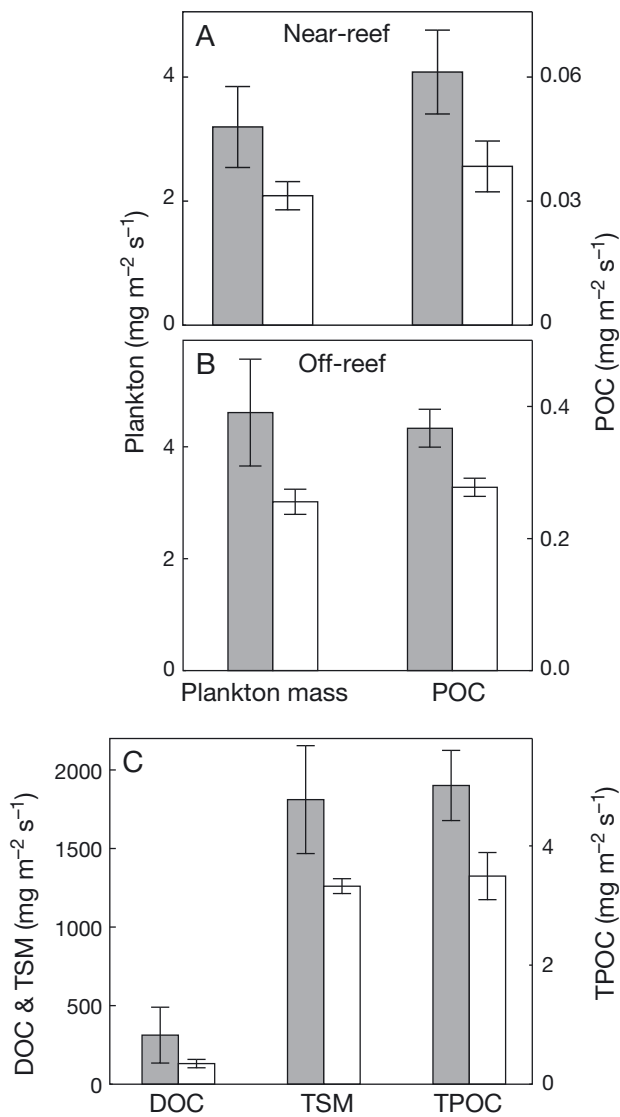 A
Near-reef
4
2
0
0.06
0.03
0
Plankton (mg m⁻² s⁻¹)
POC (mg m⁻² s⁻¹)
B
Off-reef
4
2
0
0.4
0.2
0.0
Plankton mass
POC
C
2000
1500
1000
500
0
DOC & TSM (mg m⁻² s⁻¹)
4
2
0
TPOC (mg m⁻² s⁻¹)
DOC
TSM
TPOC